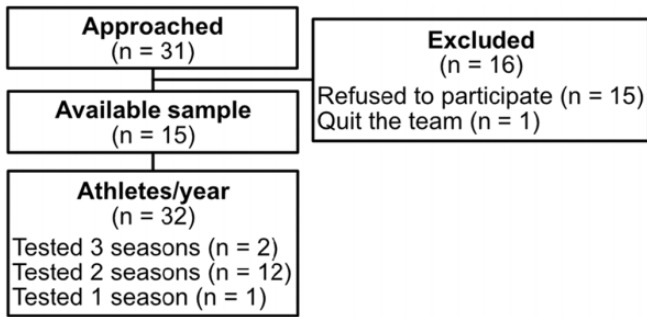 Approached
(n = 31)
Excluded
(n = 16)
Refused to participate (n = 15)
Quit the team (n = 1)
Available sample
(n = 15)
Athletes/year
(n = 32)
Tested 3 seasons (n = 2)
Tested 2 seasons (n = 12)
Tested 1 season (n = 1)